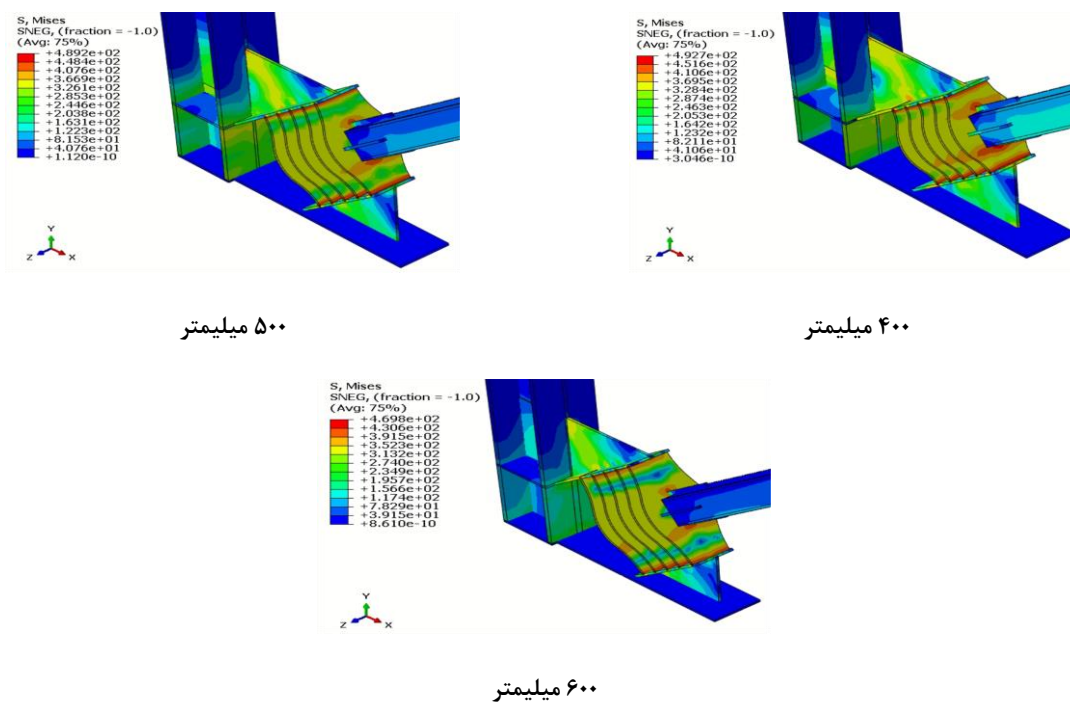 S, Mises
SNEG, (fraction = -1.0)
(Avg: 75%)
+4.892e+02
+4.484e+02
+4.076e+02
+3.669e+02
+3.261e+02
+2.853e+02
+2.446e+02
+2.038e+02
+1.631e+02
+1.223e+02
+8.153e+01
+4.076e+01
+1.120e-10
Y
Z
X
۵۰۰ میلیمتر
S, Mises
SNEG, (fraction = -1.0)
(Avg: 75%)
+4.927e+02
+4.516e+02
+4.106e+02
+3.695e+02
+3.284e+02
+2.874e+02
+2.463e+02
+2.053e+02
+1.642e+02
+1.232e+02
+8.211e+01
+4.106e+01
+3.046e-10
Y
Z
X
۴۰۰ میلیمتر
S, Mises
SNEG, (fraction = -1.0)
(Avg: 75%)
+4.698e+02
+4.306e+02
+3.915e+02
+3.523e+02
+3.132e+02
+2.740e+02
+2.349e+02
+1.957e+02
+1.566e+02
+1.174e+02
+7.829e+01
+3.915e+01
+8.610e-10
Y
Z
X
۶۰۰ میلیمتر